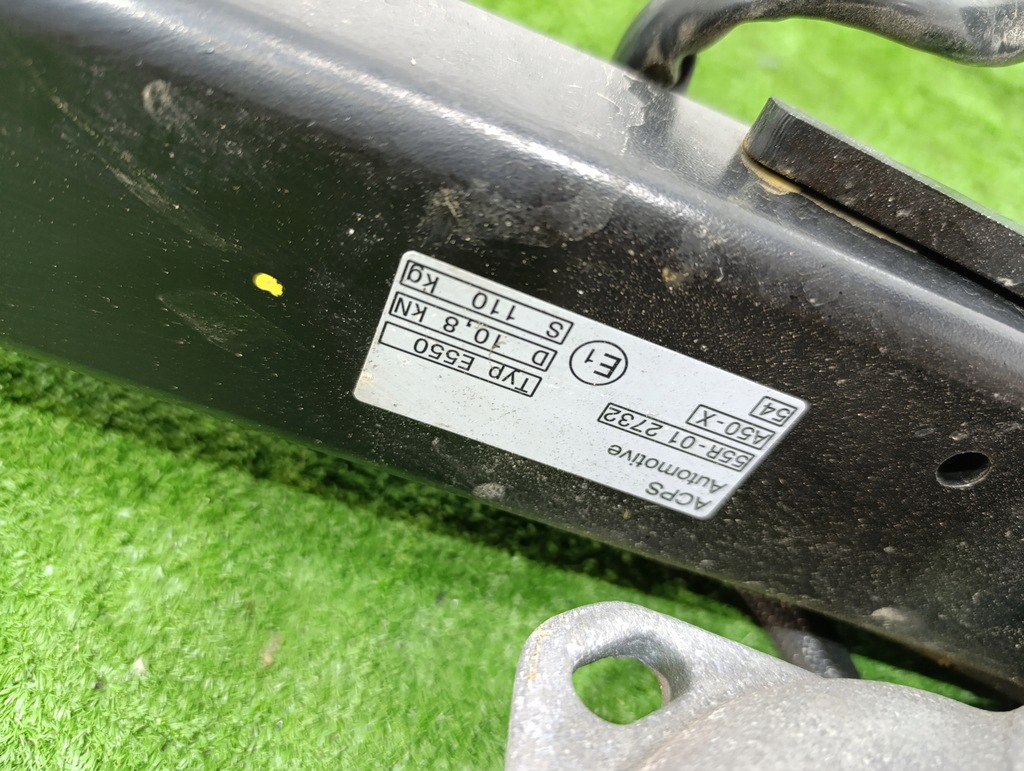 ACPS
Automotive
55R-01 2732
A50-X
54
E1
Typ E550
D 10,8 kN
S 110 kg